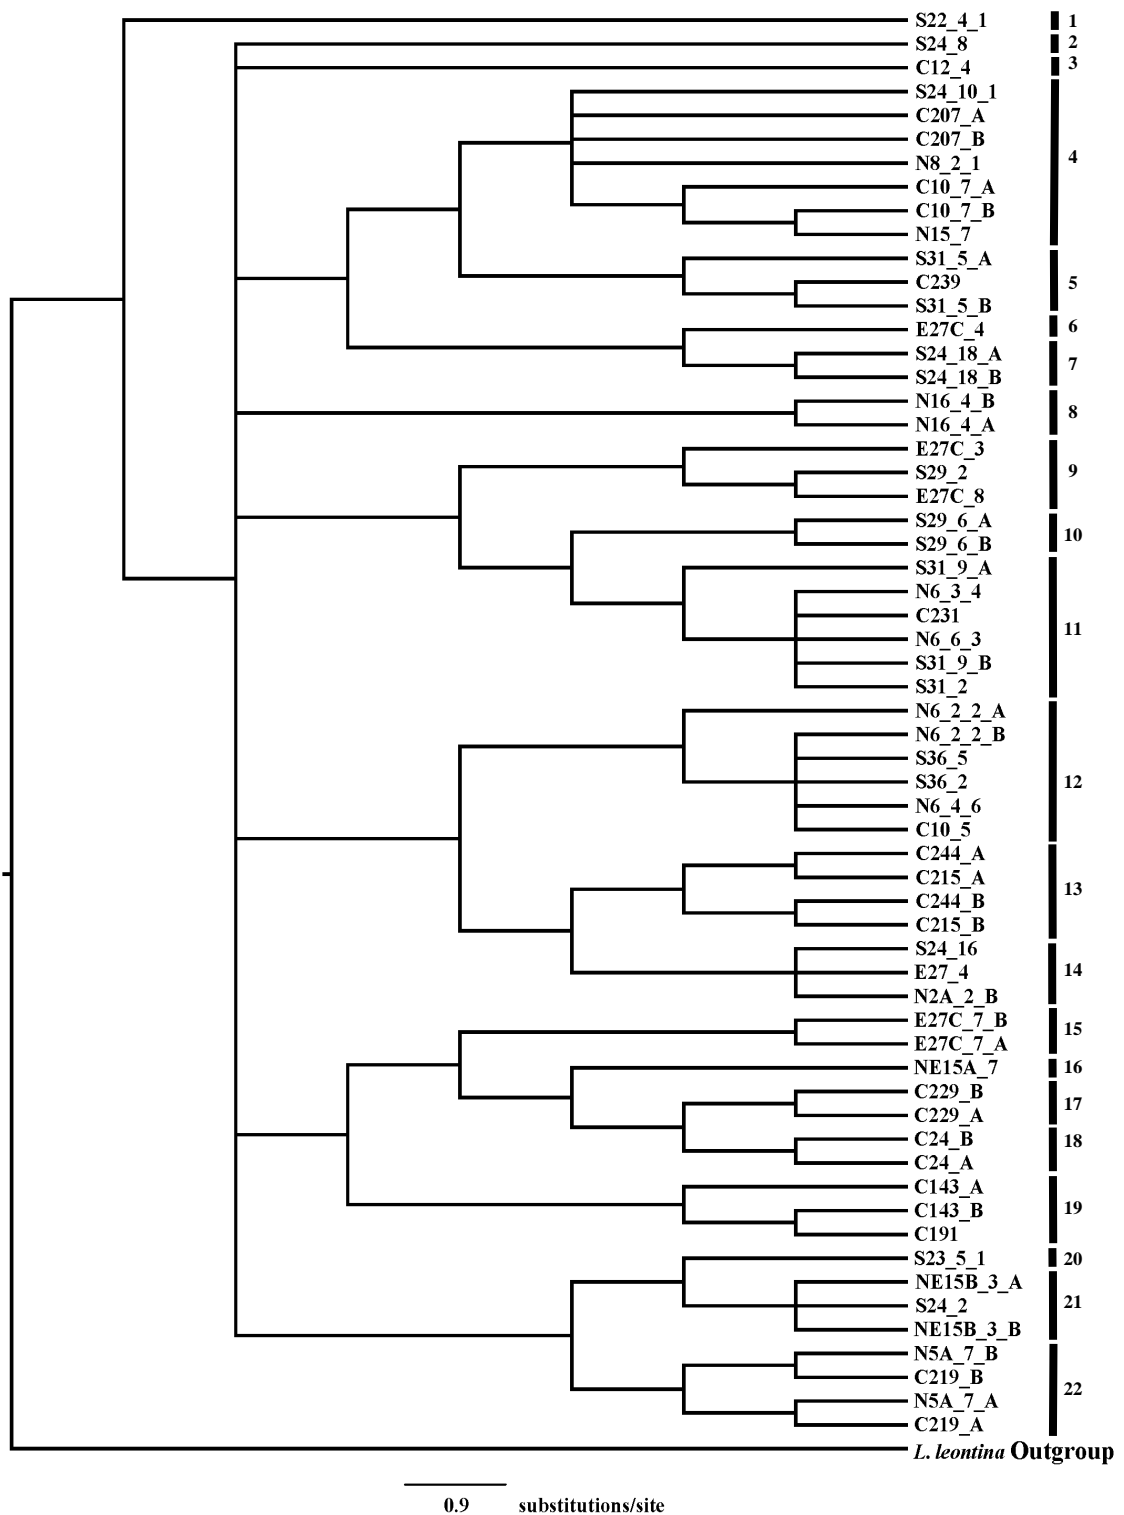 S22_4_1 1
S24_8 2
C12_4 3
S24_10_1
C207_A
C207_B
4
N8_2_1
C10_7_A
C10_7_B
N15_7
S31_5_A
C239 5
S31_5_B
E27C_4 6
S24_18_A
7
S24_18_B
N16_4_B
8
N16_4_A
E27C_3
S29_2 9
E27C_8
S29_6_A
10
S29_6_B
S31_9_A
N6_3_4
C231
11
N6_6_3
S31_9_B
S31_2
N6_2_2_A
N6_2_2_B
S36_5
S36_2 12
N6_4_6
C10_5
C244_A
C215_A
13
C244_B
C215_B
S24_16
E27_4 14
N2A_2_B
E27C_7_B
15
E27C_7_A
NE15A_7 16
C229_B
17
C229_A
C24_B 18
C24_A
C143_A
C143_B 19
C191
S23_5_1 20
NE15B_3_A
S24_2 21
NE15B_3_B
N5A_7_B
C219_B
22
N5A_7_A
C219_A
L. leontina Outgroup
0.9 substitutions/site